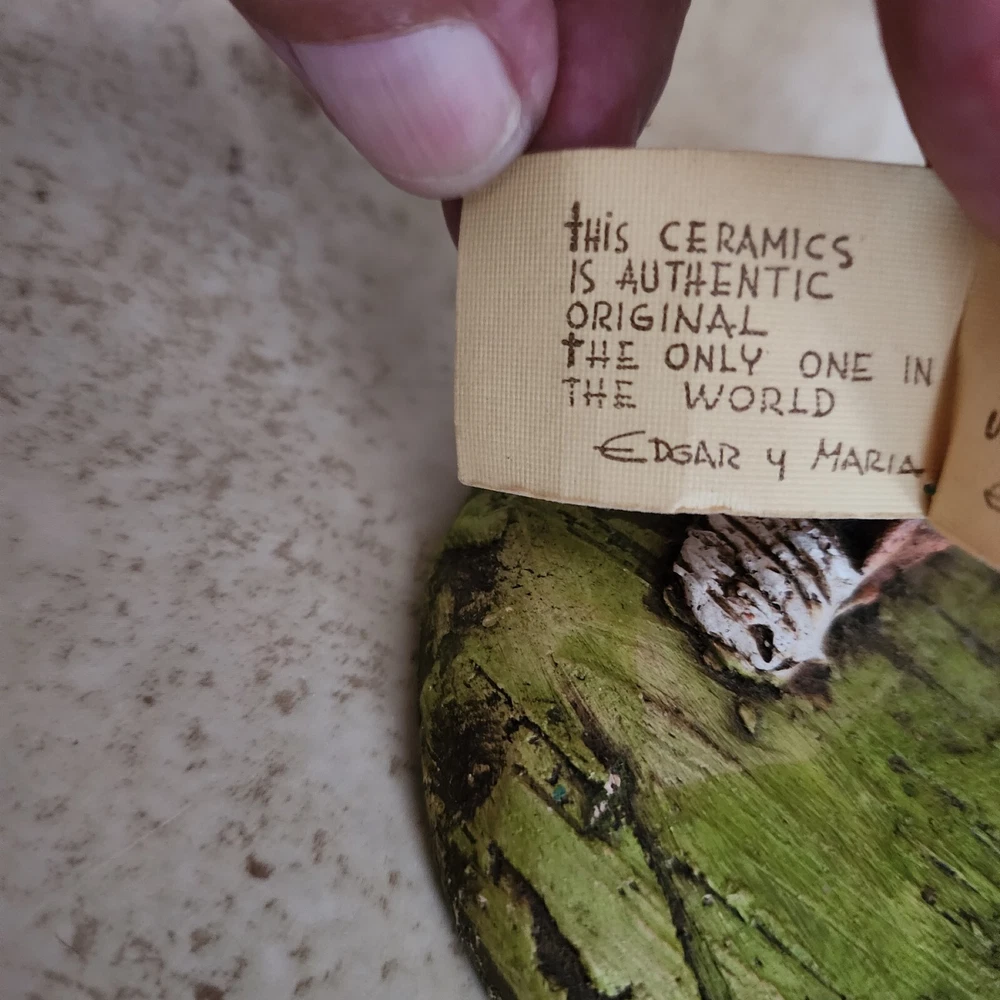 tHiS CERAMICS
IS AUTHENTIC
ORIGINAL
tHE ONLY ONE IN
THE WORLD
EDGAR y MARIA